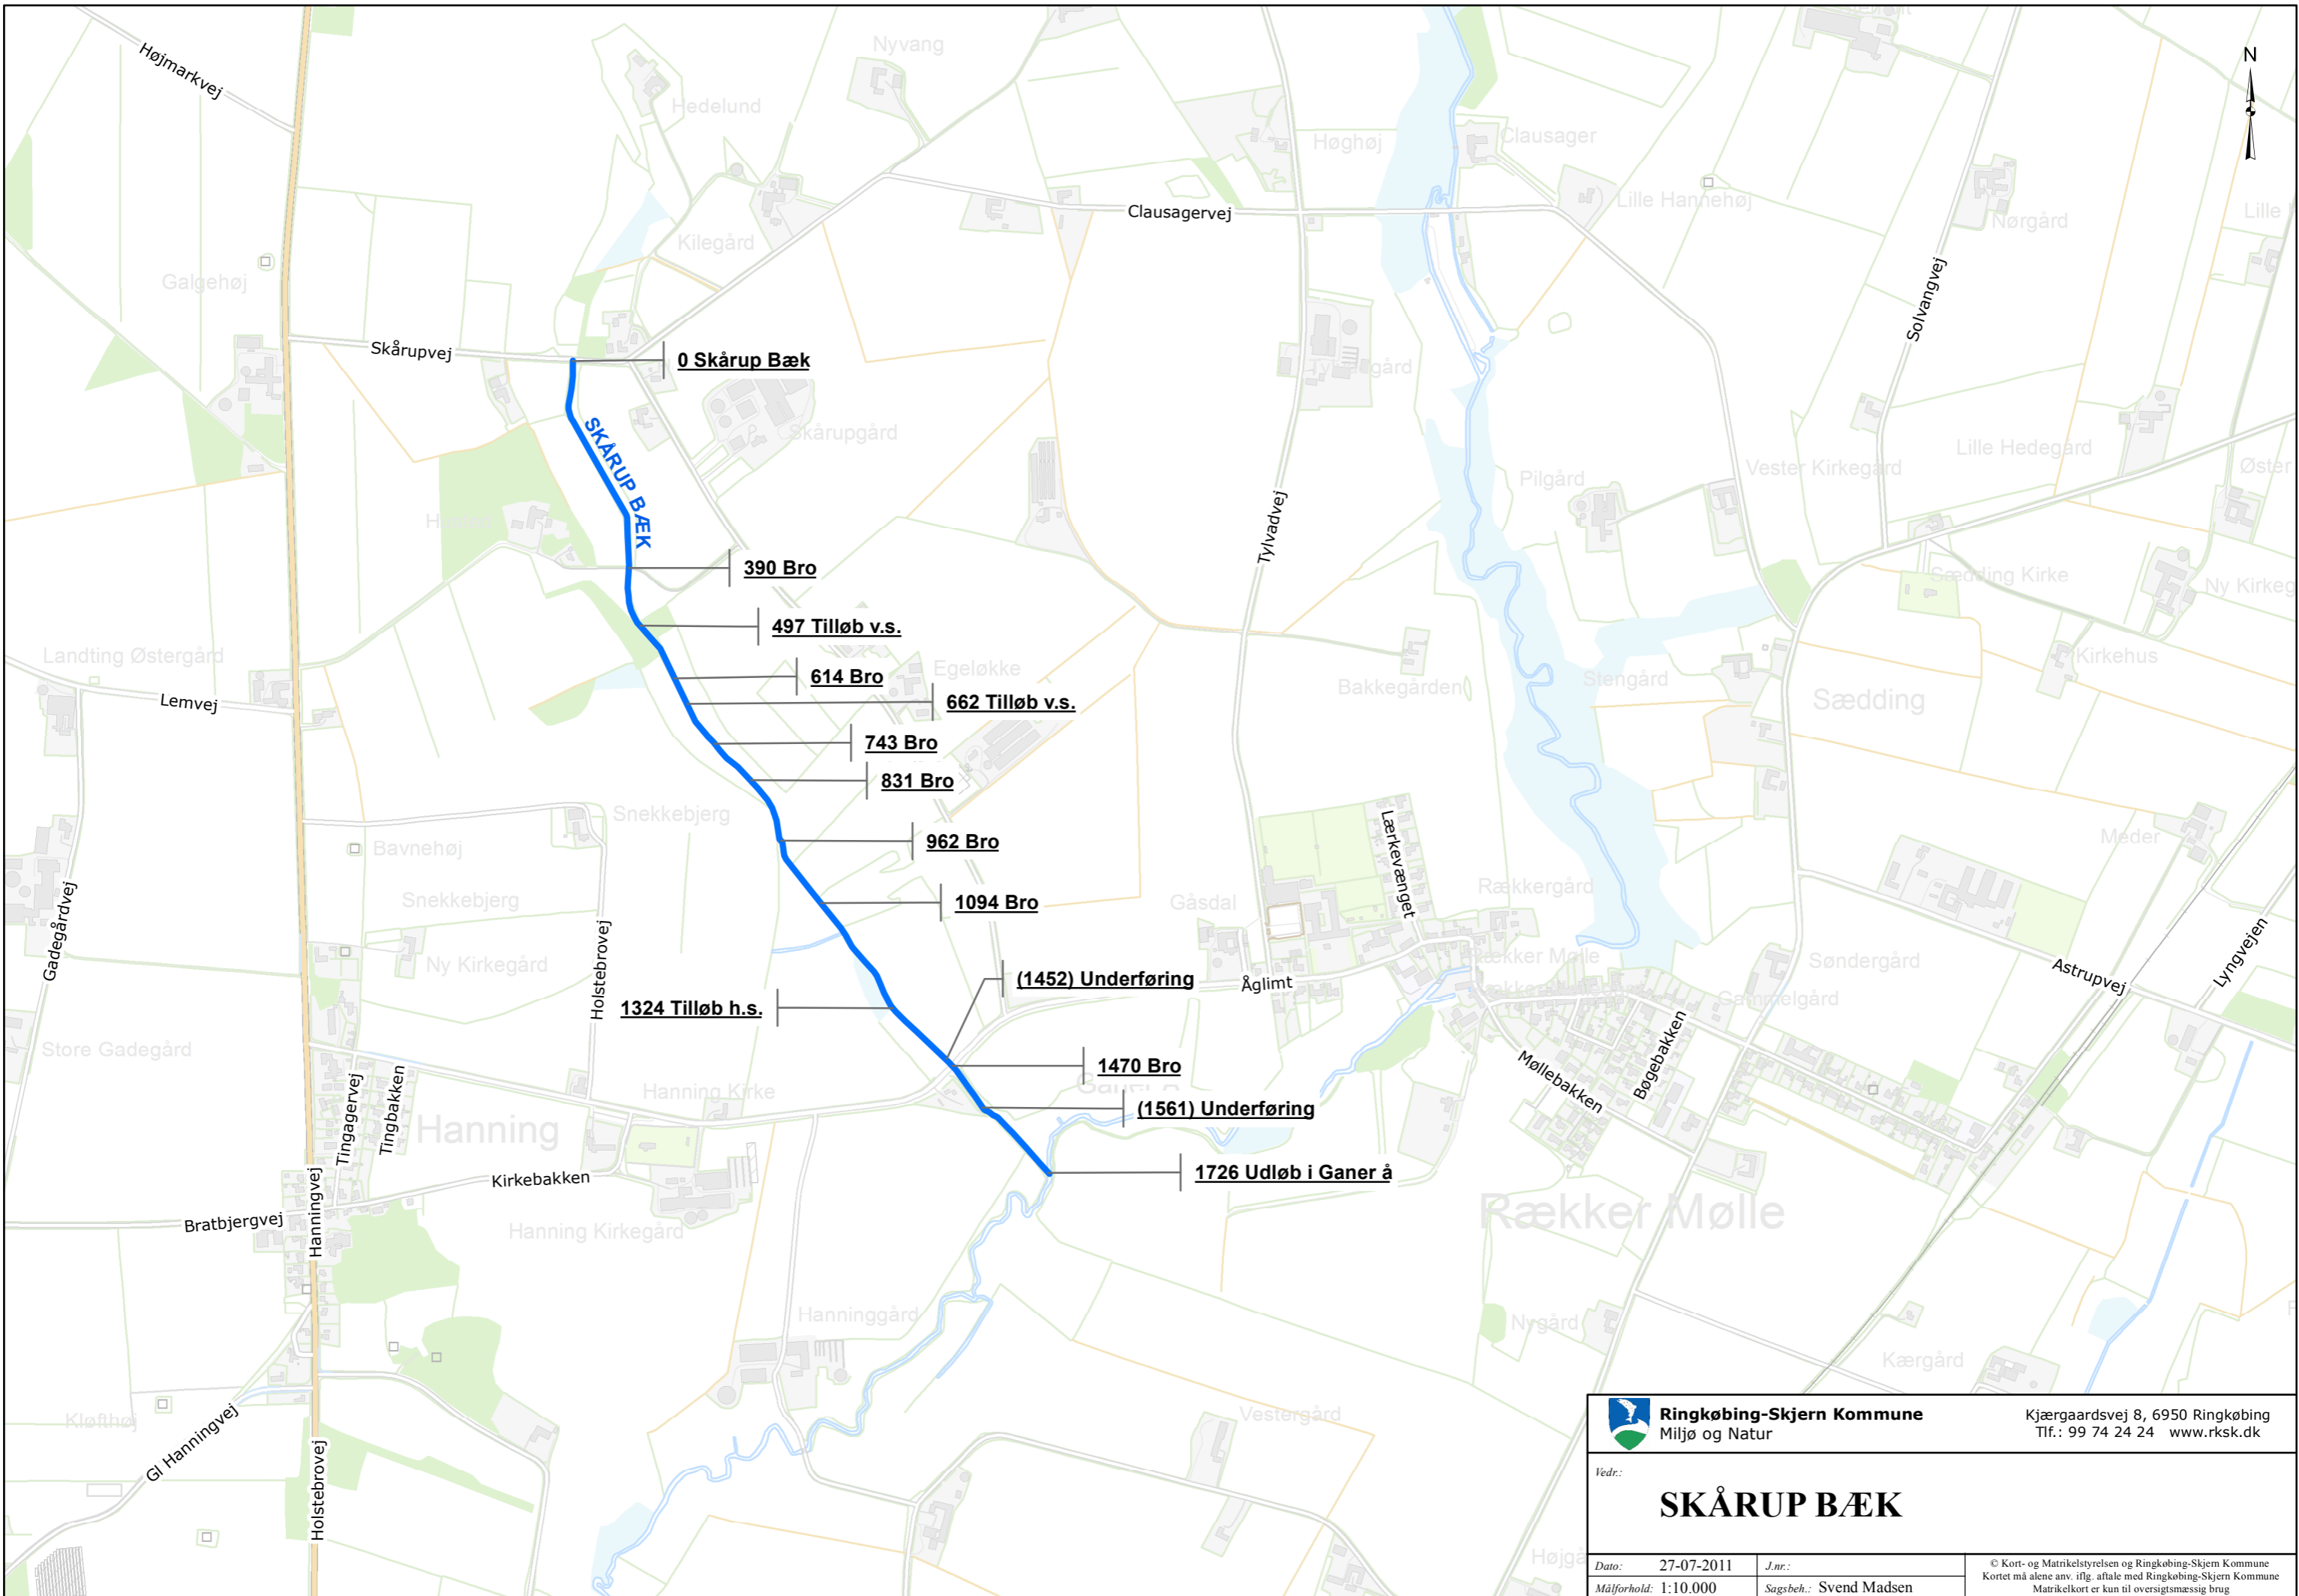 Højmarkvej
Nyvang
Hedelund
Høghøj
Clausager
N
Clausagervej
Lille Hannehøj
Nørgård
Lille
Kilegård
Galgehøj
Solvangvej
Skårupvej
0 Skårup Bæk
SKÅRUP BÆK
Skårupgård
Pilgård
Vester Kirkegård
Lille Hedegård
Øster
Tylvadvej
390 Bro
Sædding Kirke
Ny Kirkeg
497 Tilløb v.s.
Landting Østergård
Lemvej
614 Bro
Egeløkke
662 Tilløb v.s.
Bakkegården
Stengård
Sædding
Kirkehus
743 Bro
831 Bro
Snekkebjerg
Bavnehøj
962 Bro
Lærkevænget
Meder
Snekkebjerg
1094 Bro
Gåsdal
Rækkergård
Gadegårdvej
Ny Kirkegård
Holstebrovej
(1452) Underføring
Åglimt
Rækker Mølle
Søndergård
Gammelgård
Astrupvej
Lyngvejen
1324 Tilløb h.s.
Store Gadegård
Tingagervej
Tingbakken
Hanning
Hanning Kirke
1470 Bro
Ganer Å
(1561) Underføring
Møllebakken
Bøgebakken
Kirkebakken
1726 Udløb i Ganer å
Bratbjergvej
Hanningvej
Hanning Kirkegård
Rækker Mølle
Hanninggård
Nygård
Kærgård
Kløfthøj
Gl Hanningvej
Holstebrovej
Vestergård
Ringkøbing-Skjern Kommune
Miljø og Natur
Kjærgaardsvej 8, 6950 Ringkøbing
Tlf.: 99 74 24 24 www.rksk.dk
Vedr.:
SKÅRUP BÆK
Højgå
Dato: 27-07-2011
J.nr.:
Målforhold: 1:10.000
Sagsbeh.: Svend Madsen
© Kort- og Matrikelstyrelsen og Ringkøbing-Skjern Kommune
Kortet må alene anv. iflg. aftale med Ringkøbing-Skjern Kommune
Matrikelkort er kun til oversigtsmæssig brug